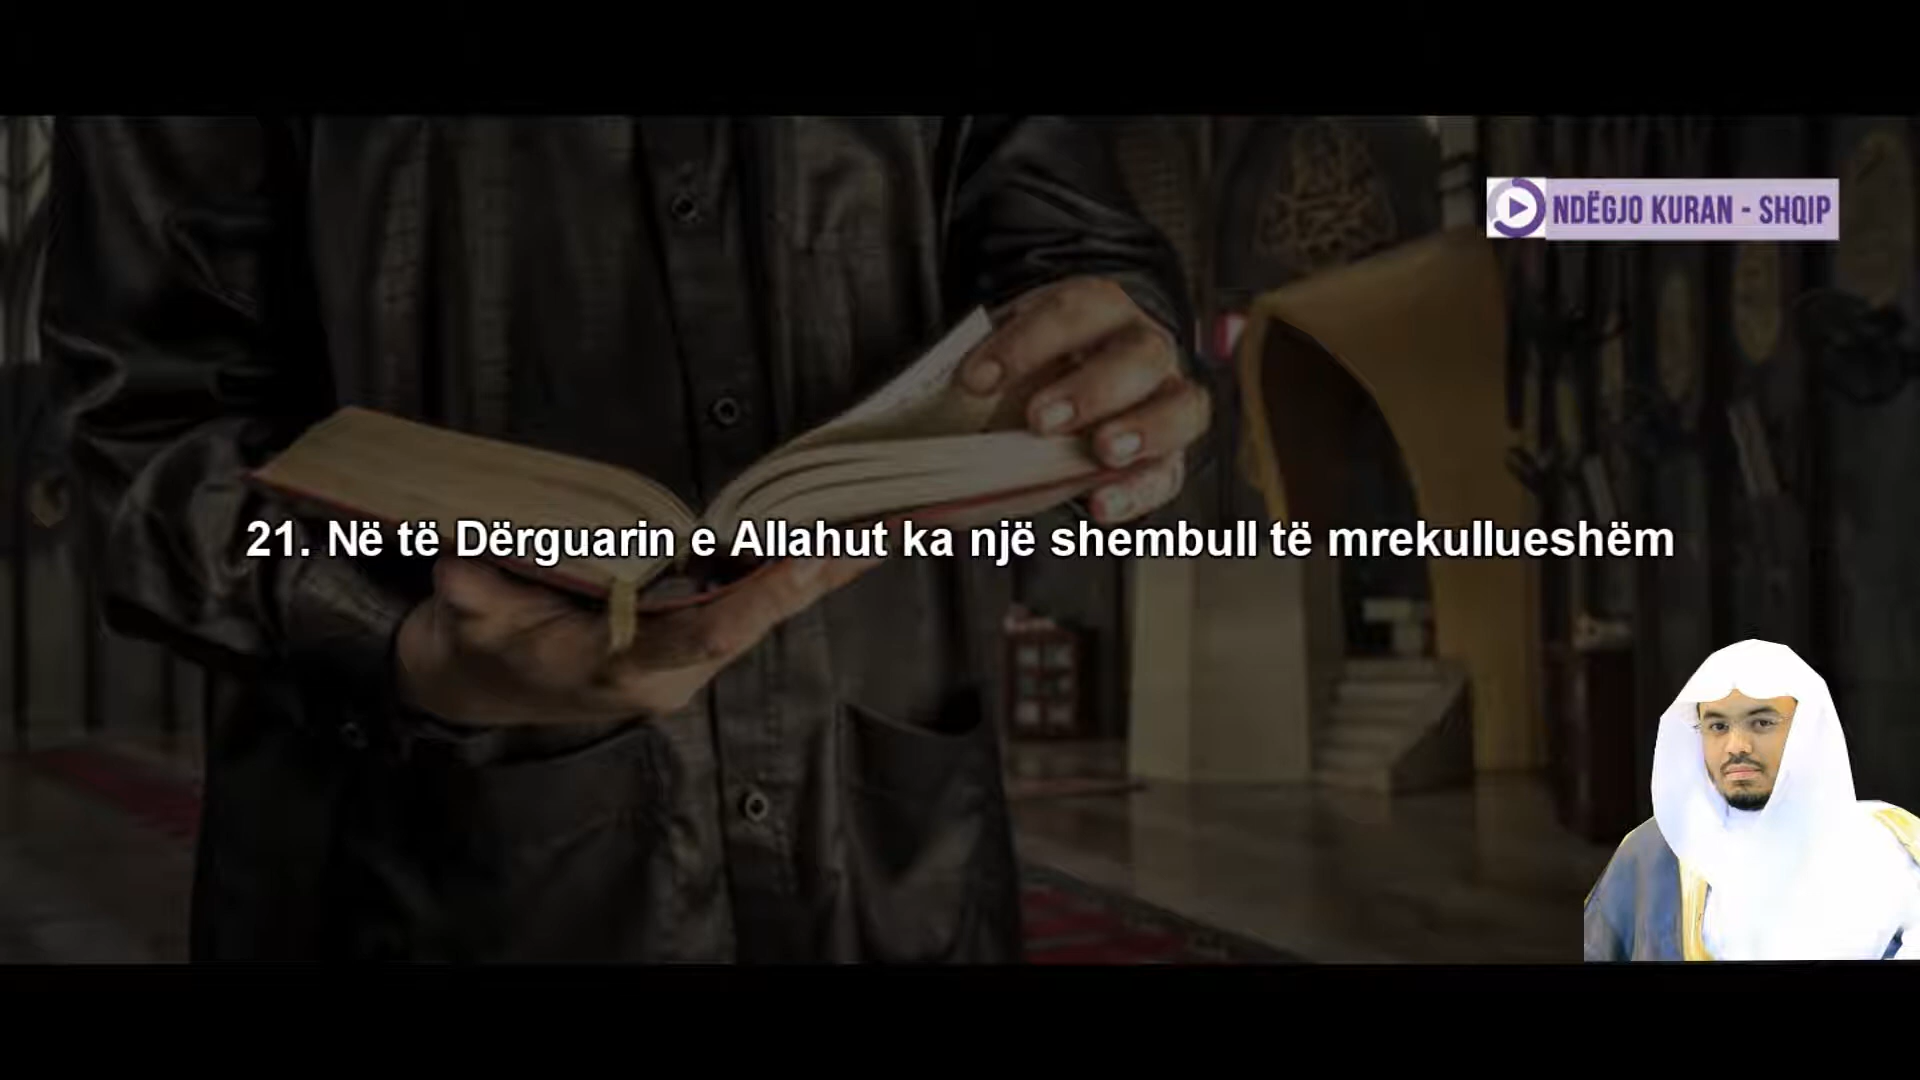 NDËGJO KURAN - SHQIP
21. Në të Dërguarin e Allahut ka një shembull të mrekullueshëm